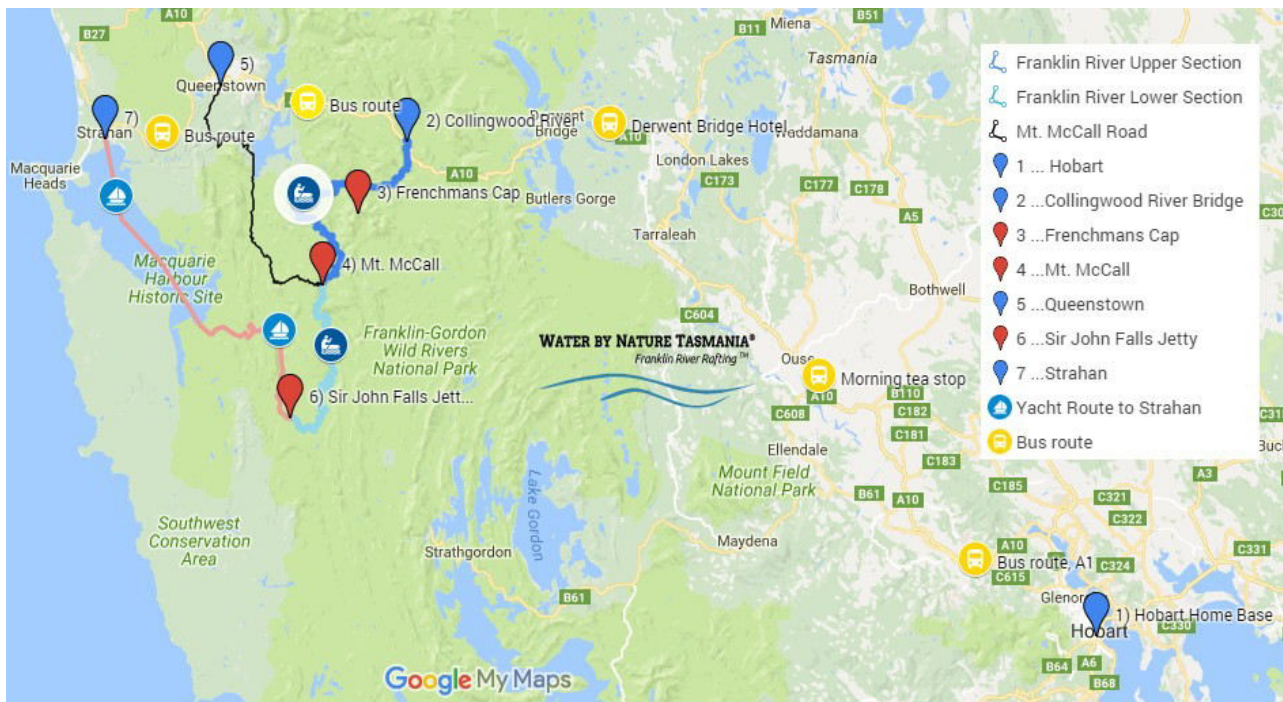 A10
B27
B11
Miena
B51
Tasmania
5)
Queenstown
Bus route
7)
Strahan
Bus route
2) Collingwood River
Derwent
Bridge
Derwent Bridge Hotel
A10
Waddamana
A10
London Lakes
C173
C177
C178
Macquarie
Heads
3) Frenchmans Cap
Butlers Gorge
A5
Tarraleah
Macquarie
Harbour
Historic Site
4) Mt. McCall
Bothwell
C604
Franklin-Gordon
Wild Rivers
National Park
WATER BY NATURE TASMANIA®
Franklin River Rafting ™
Ouse
Morning tea stop
A10
B110
C608
C182
C181
C183
6) Sir John Falls Jett...
Ellendale
Mount Field
National Park
B61
A10
C185
A3
C321
C322
Lake Gordon
Southwest
Conservation
Area
Strathgordon
Maydena
B61
A10
Bus route, A1
C615
C324
C331
A10
Glenor
1) Hobart Home Base
Hobart
C330
B64
A6
B68
Google My Maps
Franklin River Upper Section
Franklin River Lower Section
Mt. McCall Road
1 ... Hobart
2 ...Collingwood River Bridge
3 ...Frenchmans Cap
4 ...Mt. McCall
5 ...Queenstown
6 ...Sir John Falls Jetty
7 ...Strahan
Yacht Route to Strahan
Bus route